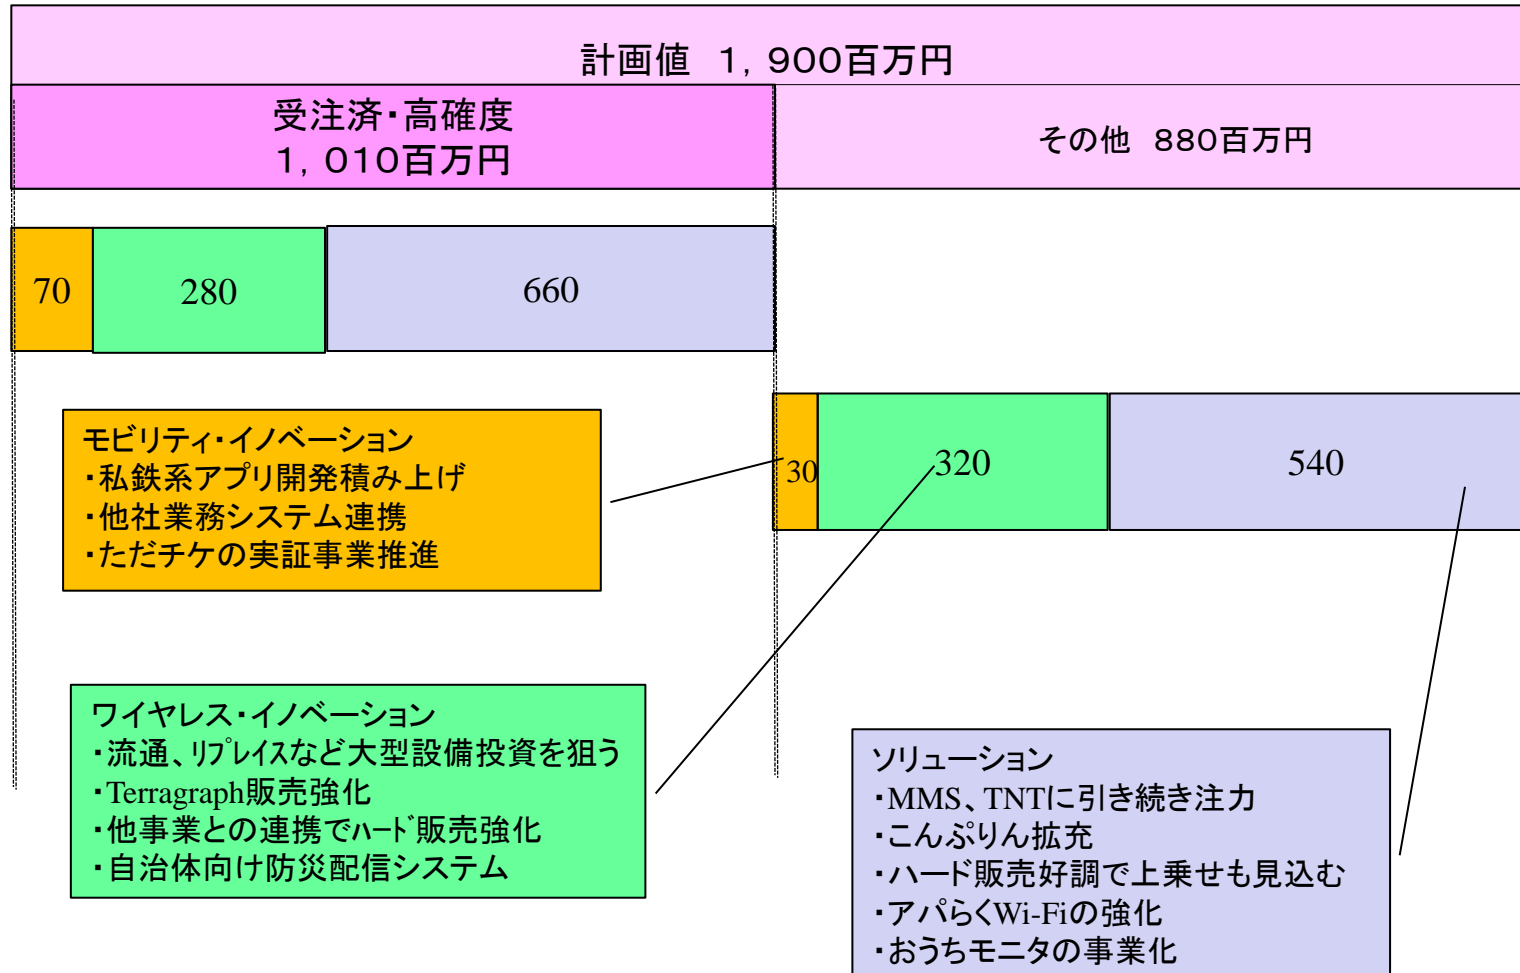 計画値　１，９００百万円
受注済・高確度
１，０１０百万円
その他　８８０百万円
70
280
660
30
320
540
モビリティ・イノベーション
・私鉄系アプリ開発積み上げ
・他社業務システム連携
・ただチケの実証事業推進
ワイヤレス・イノベーション
・流通、ﾘﾌﾟﾚｲｽなど大型設備投資を狙う
・Terragraph販売強化
・他事業との連携でﾊｰﾄﾞ販売強化
・自治体向け防災配信システム
ソリューション
・MMS、TNTに引き続き注力
・こんぷりん拡充
・ハード販売好調で上乗せも見込む
・アパらくWi-Fiの強化
・おうちモニタの事業化